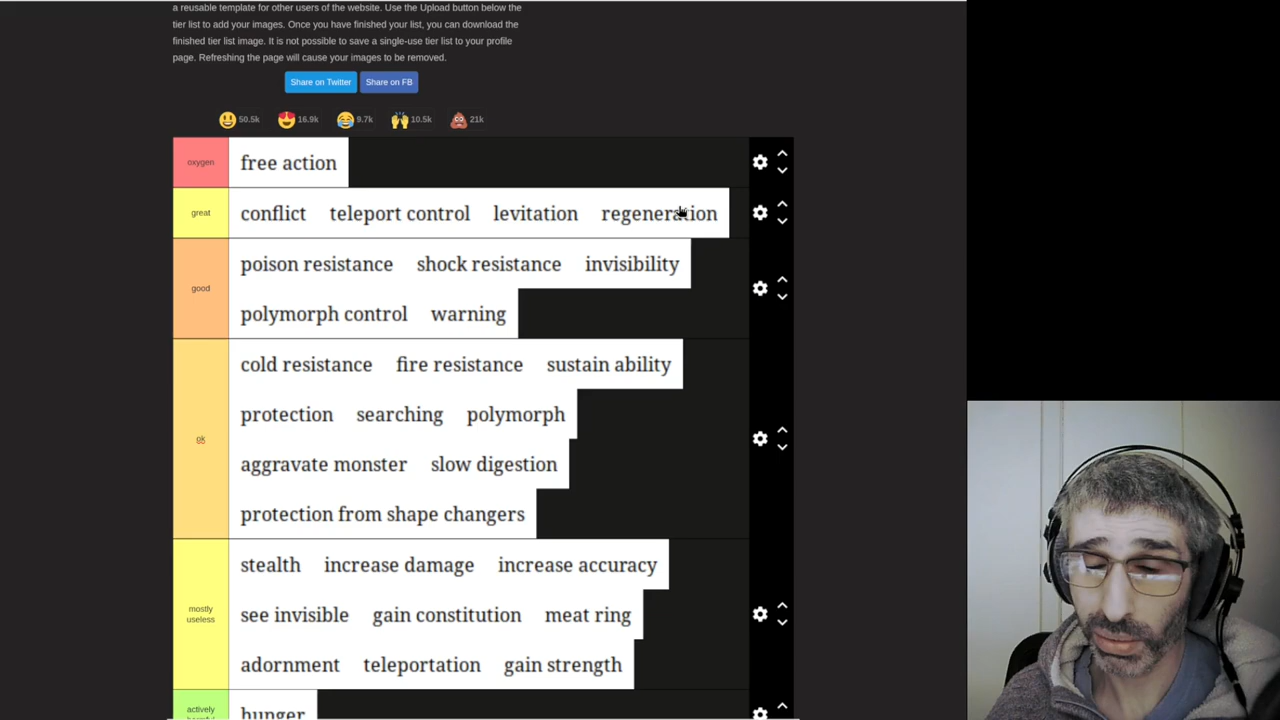 a reusable template for other users of the website. Use the Upload button below the
tier list to add your images. Once you have finished your list, you can download the
finished tier list image. It is not possible to save a single-use tier list to your profile
page. Refreshing the page will cause your images to be removed.
Share on Twitter Share on FB
50.5k 16.9k 9.7k 10.5k 21k
oxygen free action
great conflict teleport control levitation regeneration
poison resistance shock resistance invisibility
good
polymorph control warning
cold resistance fire resistance sustain ability
protection searching polymorph
ok
aggravate monster slow digestion
protection from shape changers
stealth increase damage increase accuracy
mostly
useless
see invisible gain constitution meat ring
adornment teleportation gain strength
actively
harmful
hunger